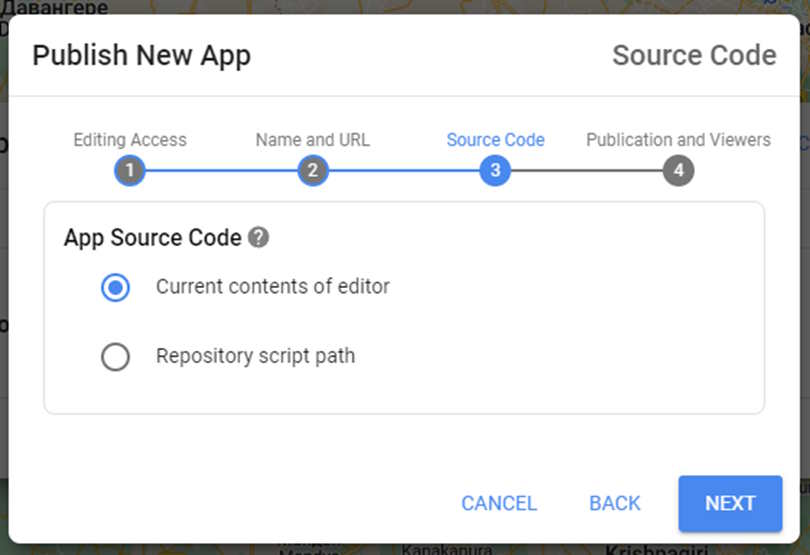 Давангере
Publish New App
Source Code
Editing Access
Name and URL
Source Code
Publication and Viewers
1
2
3
4
App Source Code ?
Current contents of editor
Repository script path
CANCEL
BACK
NEXT
Kanakapura
Krishnagiri